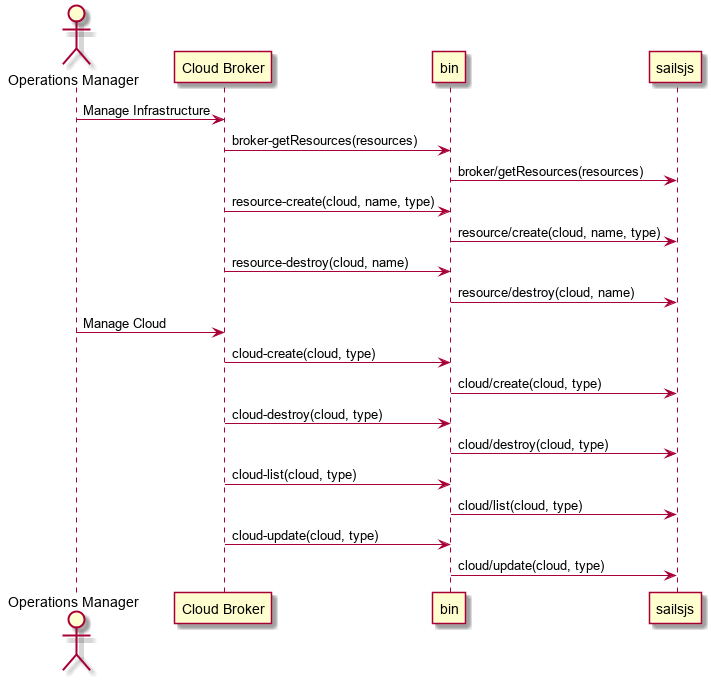 Operations Manager
Cloud Broker
bin
sailsjs
Manage Infrastructure
broker-getResources(resources)
broker/getResources(resources)
resource-create(cloud, name, type)
resource/create(cloud, name, type)
resource-destroy(cloud, name)
resource/destroy(cloud, name)
Manage Cloud
cloud-create(cloud, type)
cloud/create(cloud, type)
cloud-destroy(cloud, type)
cloud/destroy(cloud, type)
cloud-list(cloud, type)
cloud/list(cloud, type)
cloud-update(cloud, type)
cloud/update(cloud, type)
Operations Manager
Cloud Broker
bin
sailsjs